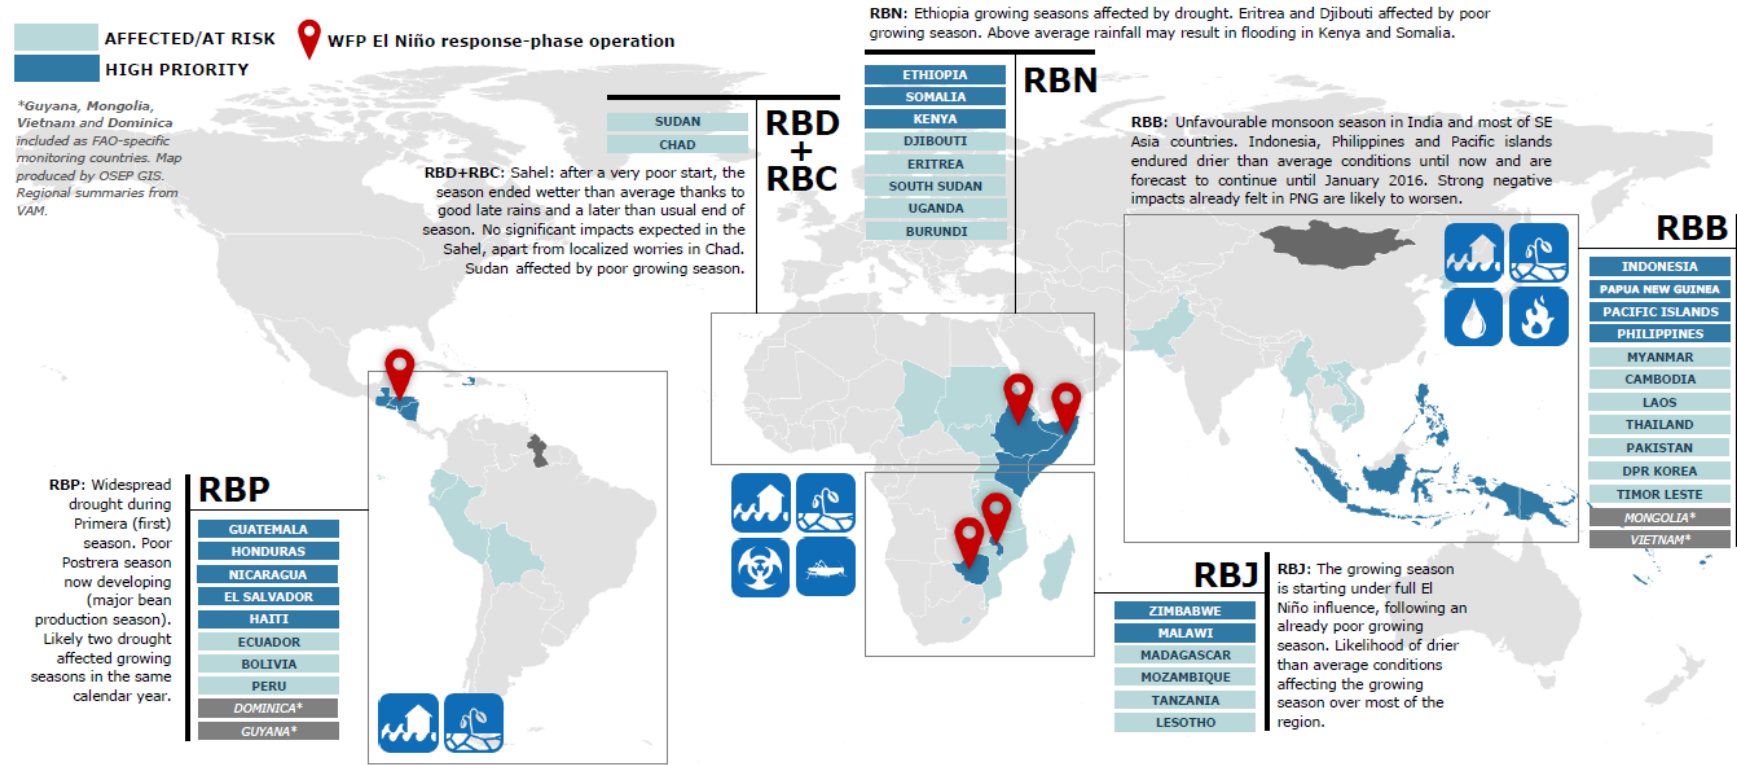 AFFECTED/AT RISK
HIGH PRIORITY
WFP El Niño response-phase operation
*Guyana, Mongolia,
Vietnam and Dominica
included as FAO-specific
monitoring countries. Map
produced by OSEP GIS.
Regional summaries from
VAM.
SUDAN
CHAD
RBD
+
RBC
RBD+RBC: Sahel: after a very poor start, the
season ended wetter than average thanks to
good late rains and a later than usual end of
season. No significant impacts expected in the
Sahel, apart from localized worries in Chad.
Sudan affected by poor growing season.
RBN: Ethiopia growing seasons affected by drought. Eritrea and Djibouti affected by poor
growing season. Above average rainfall may result in flooding in Kenya and Somalia.
RBN
ETHIOPIA
SOMALIA
KENYA
DJIBOUTI
ERITREA
SOUTH SUDAN
UGANDA
BURUNDI
RBB: Unfavourable monsoon season in India and most of SE
Asia countries. Indonesia, Philippines and Pacific islands
endured drier than average conditions until now and are
forecast to continue until January 2016. Strong negative
impacts already felt in PNG are likely to worsen.
RBB
INDONESIA
PAPUA NEW GUINEA
PACIFIC ISLANDS
PHILIPPINES
MYANMAR
CAMBODIA
LAOS
THAILAND
PAKISTAN
DPR KOREA
TIMOR LESTE
MONGOLIA*
VIETNAM*
RBP: Widespread
drought during
Primera (first)
season. Poor
Postrera season
now developing
(major bean
production season).
Likely two drought
affected growing
seasons in the same
calendar year.
RBP
GUATEMALA
HONDURAS
NICARAGUA
EL SALVADOR
HAITI
ECUADOR
BOLIVIA
PERU
DOMINICA*
GUYANA*
RBJ
ZIMBABWE
MALAWI
MADAGASCAR
MOZAMBIQUE
TANZANIA
LESOTHO
RBJ: The growing season
is starting under full El
Niño influence, following an
already poor growing
season. Likelihood of drier
than average conditions
affecting the growing
season over most of the
region.